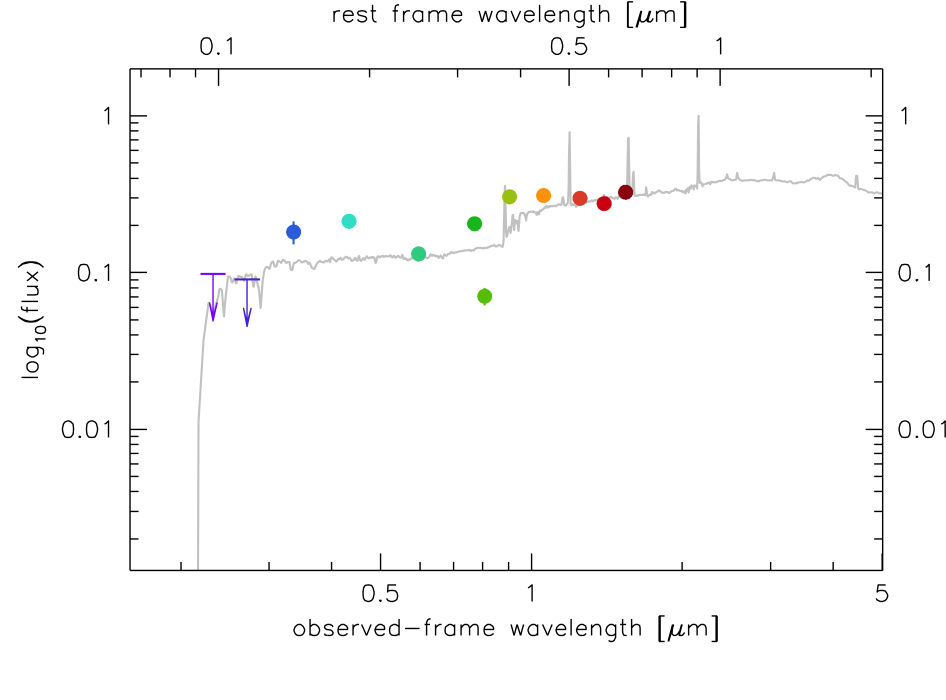 rest frame wavelength [μm]
0.1 0.5 1
1 1
0.1 0.1
0.01 0.01
log₁₀(flux)
0.5 1 5
observed−frame wavelength [μm]